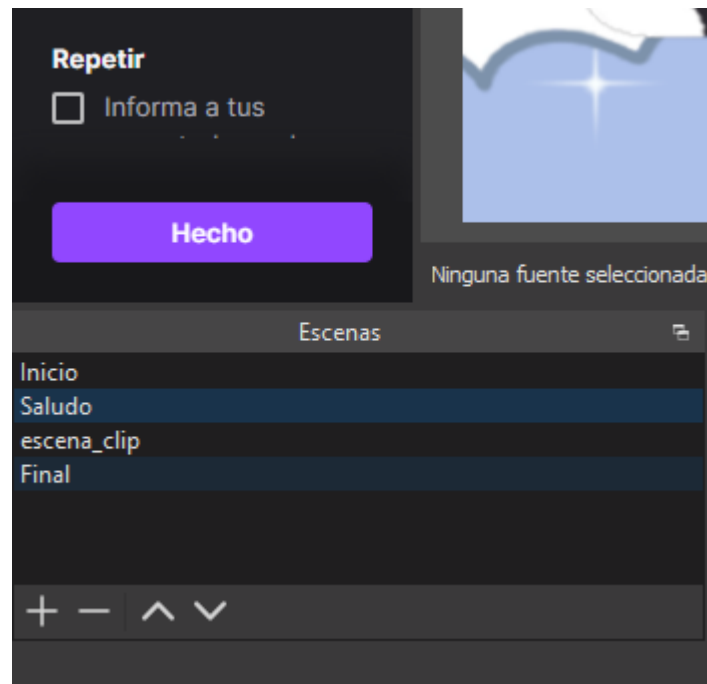 Repetir
Informa a tus
Hecho
Ninguna fuente seleccionada
Escenas
Inicio
Saludo
escena_clip
Final